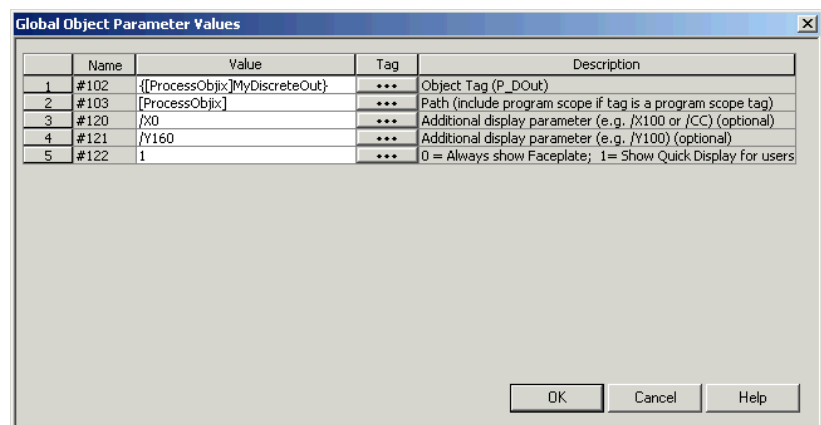 Global Object Parameter Values
Name Value Tag Description
1 #102 {[ProcessObjix]MyDiscreteOut} ••• Object Tag (P_DOut)
2 #103 [ProcessObjix] ••• Path (include program scope if tag is a program scope tag)
3 #120 /X0 ••• Additional display parameter (e.g. /X100 or /CC) (optional)
4 #121 /Y160 ••• Additional display parameter (e.g. /Y100) (optional)
5 #122 1 ••• 0 = Always show Faceplate; 1= Show Quick Display for users
OK Cancel Help